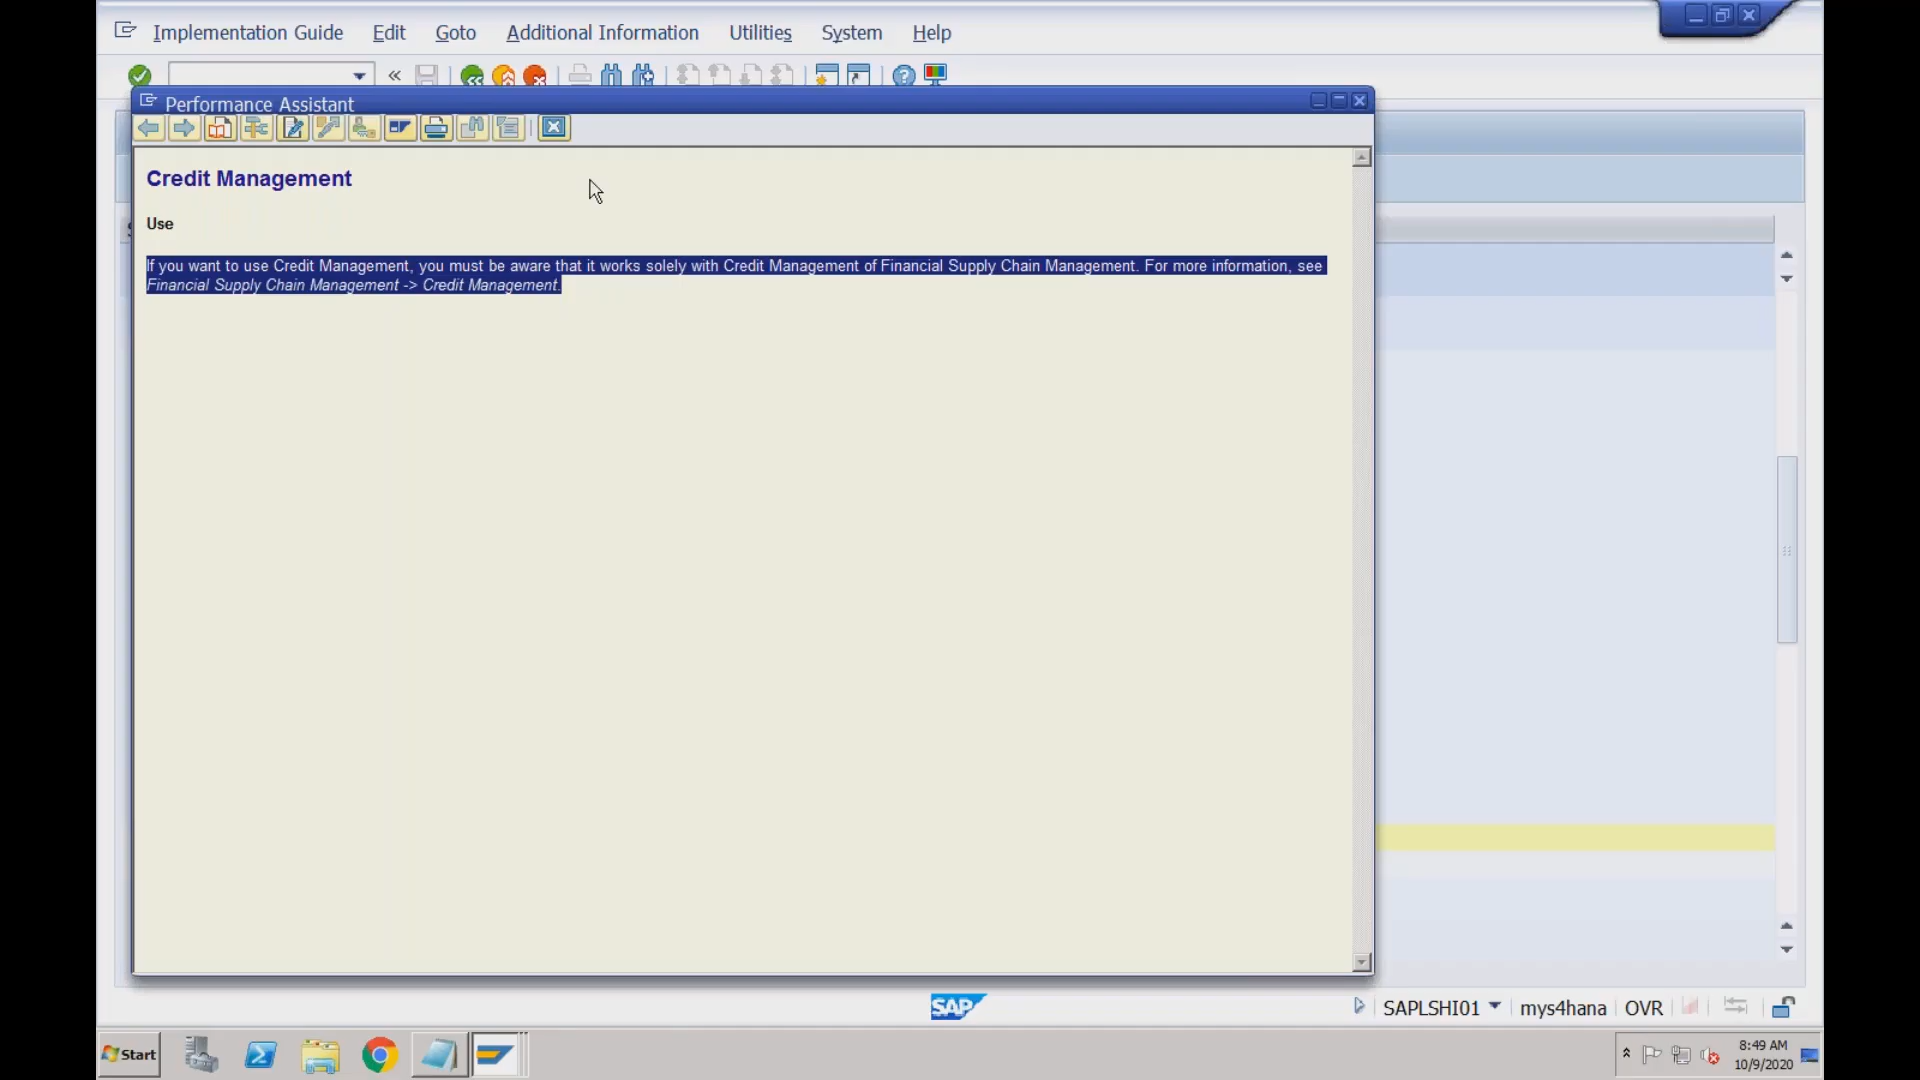 Implementation Guide Edit Goto Additional Information Utilities System Help
Performance Assistant
Credit Management
Use
If you want to use Credit Management, you must be aware that it works solely with Credit Management of Financial Supply Chain Management. For more information, see
Financial Supply Chain Management -> Credit Management.
SAP SAPLSHI01 mys4hana OVR
Start
8:49 AM
10/9/2020